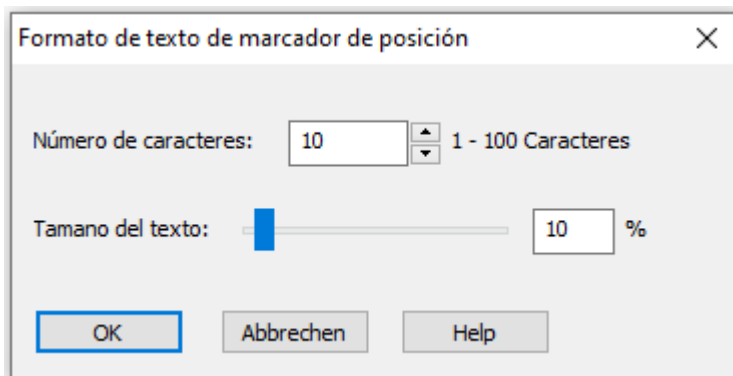 Formato de texto de marcador de posición
Número de caracteres: 10 1 - 100 Caracteres
Tamano del texto: 10 %
OK Abbrechen Help